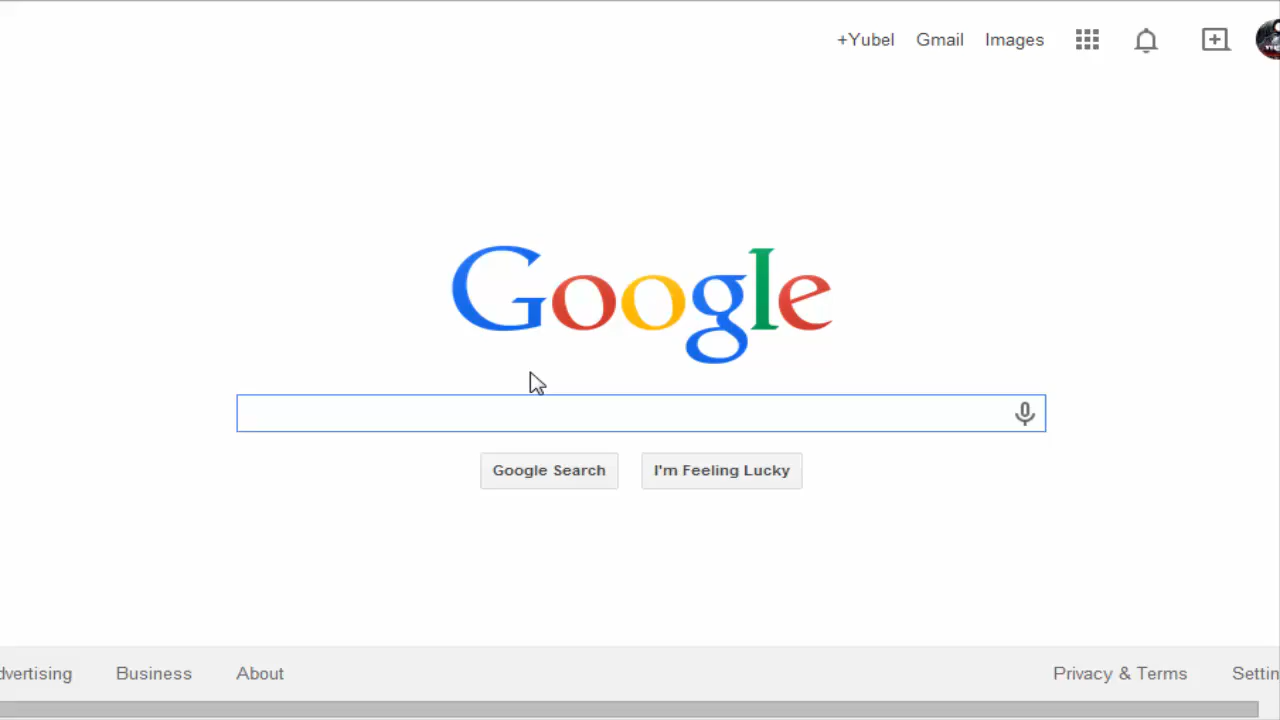 +Yubel Gmail Images
Google
Google Search I'm Feeling Lucky
dvertising Business About Privacy & Terms Settin